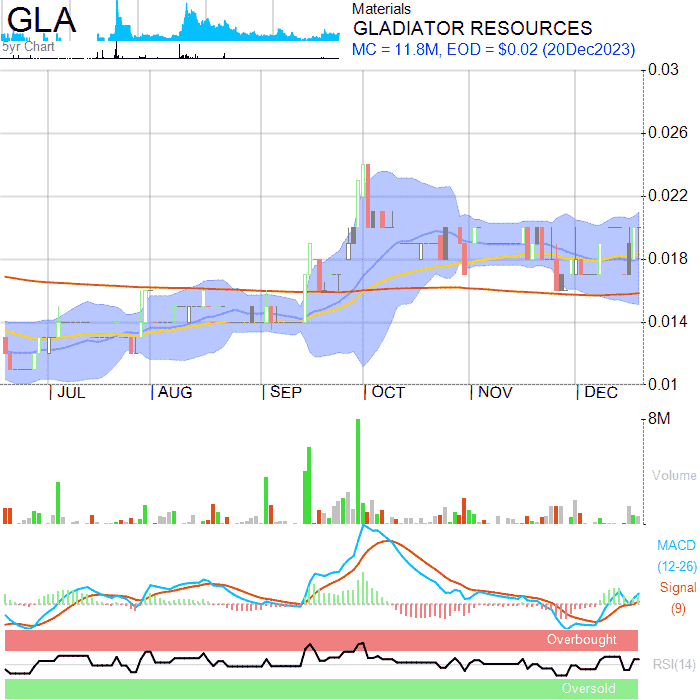 GLA
5yr Chart
Materials
GLADIATOR RESOURCES
MC = 11.8M, EOD = $0.02 (20Dec2023)
0.03
0.026
0.022
0.018
0.014
0.01
JUL AUG SEP OCT NOV DEC
8M
Volume
MACD
(12-26)
Signal
(9)
Overbought
RSI(14)
Oversold